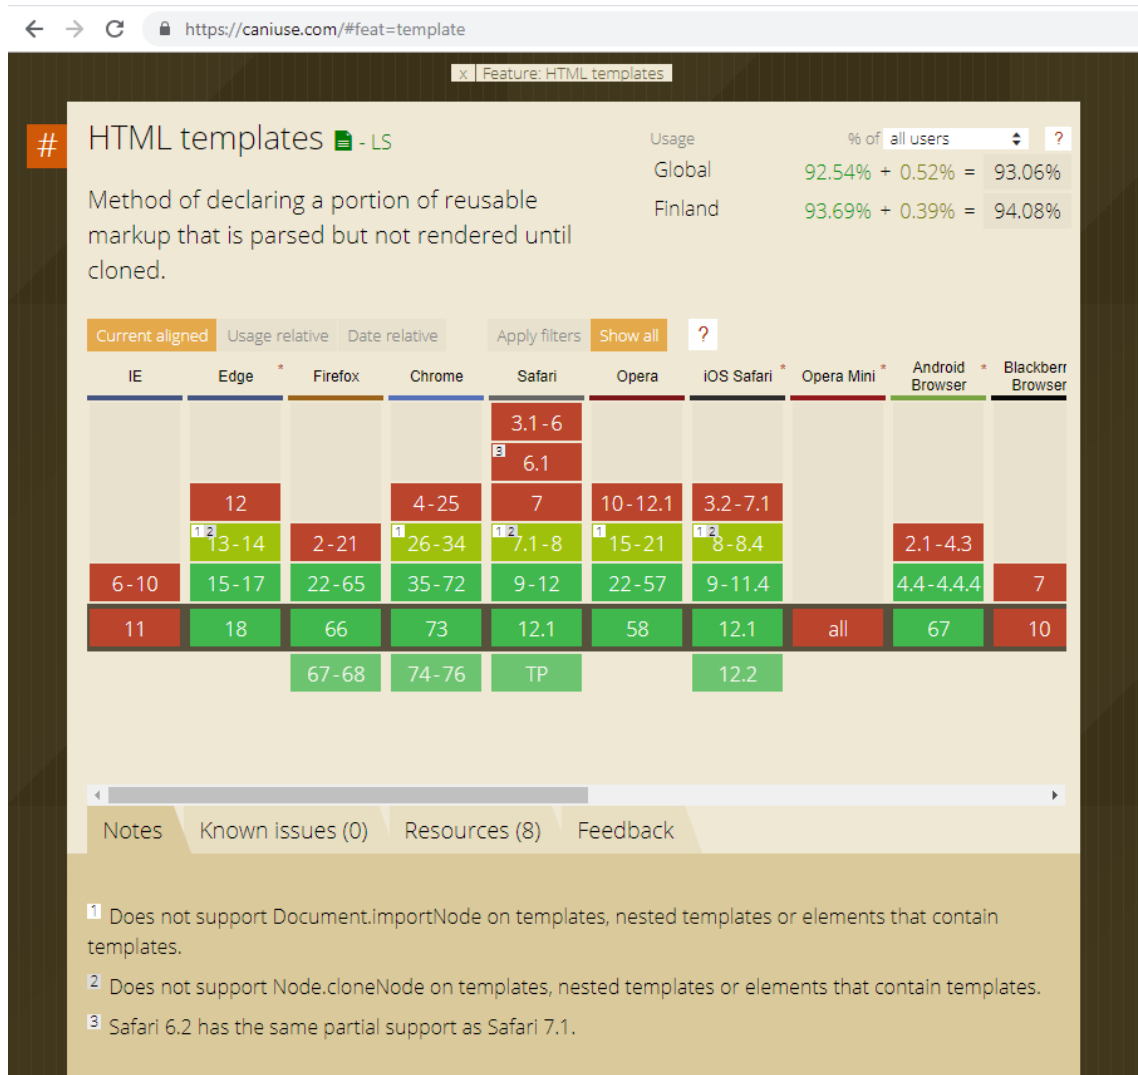 https://caniuse.com/#feat=template
x Feature: HTML templates
# HTML templates - LS
Usage % of all users ?
Global 92.54% + 0.52% = 93.06%
Finland 93.69% + 0.39% = 94.08%
Method of declaring a portion of reusable
markup that is parsed but not rendered until
cloned.
Current aligned Usage relative Date relative Apply filters Show all ?
IE Edge * Firefox Chrome Safari Opera iOS Safari * Opera Mini * Android Browser * Blackberr Browser
3.1-6
3 6.1
12 4-25 7 10-12.1 3.2-7.1
1 2 13-14 2-21 1 26-34 1 2 7.1-8 1 15-21 1 2 8-8.4 2.1-4.3
6-10 15-17 22-65 35-72 9-12 22-57 9-11.4 4.4-4.4.4 7
11 18 66 73 12.1 58 12.1 all 67 10
67-68 74-76 TP 12.2
Notes Known issues (0) Resources (8) Feedback
1 Does not support Document.importNode on templates, nested templates or elements that contain
templates.
2 Does not support Node.cloneNode on templates, nested templates or elements that contain templates.
3 Safari 6.2 has the same partial support as Safari 7.1.